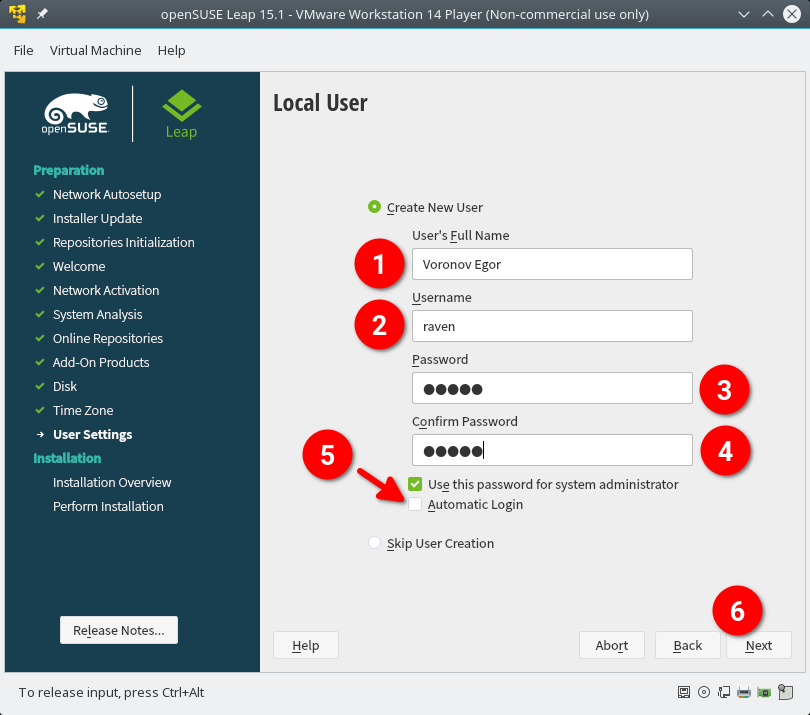 openSUSE Leap 15.1 - VMware Workstation 14 Player (Non-commercial use only)
File Virtual Machine Help
openSUSE
Leap
Preparation
Network Autosetup
Installer Update
Repositories Initialization
Welcome
Network Activation
System Analysis
Online Repositories
Add-On Products
Disk
Time Zone
User Settings
Installation
Installation Overview
Perform Installation
Release Notes...
Local User
Create New User
User's Full Name
1
Voronov Egor
Username
2
raven
Password
3
Confirm Password
4
5
Use this password for system administrator
Automatic Login
Skip User Creation
6
Help Abort Back Next
To release input, press Ctrl+Alt